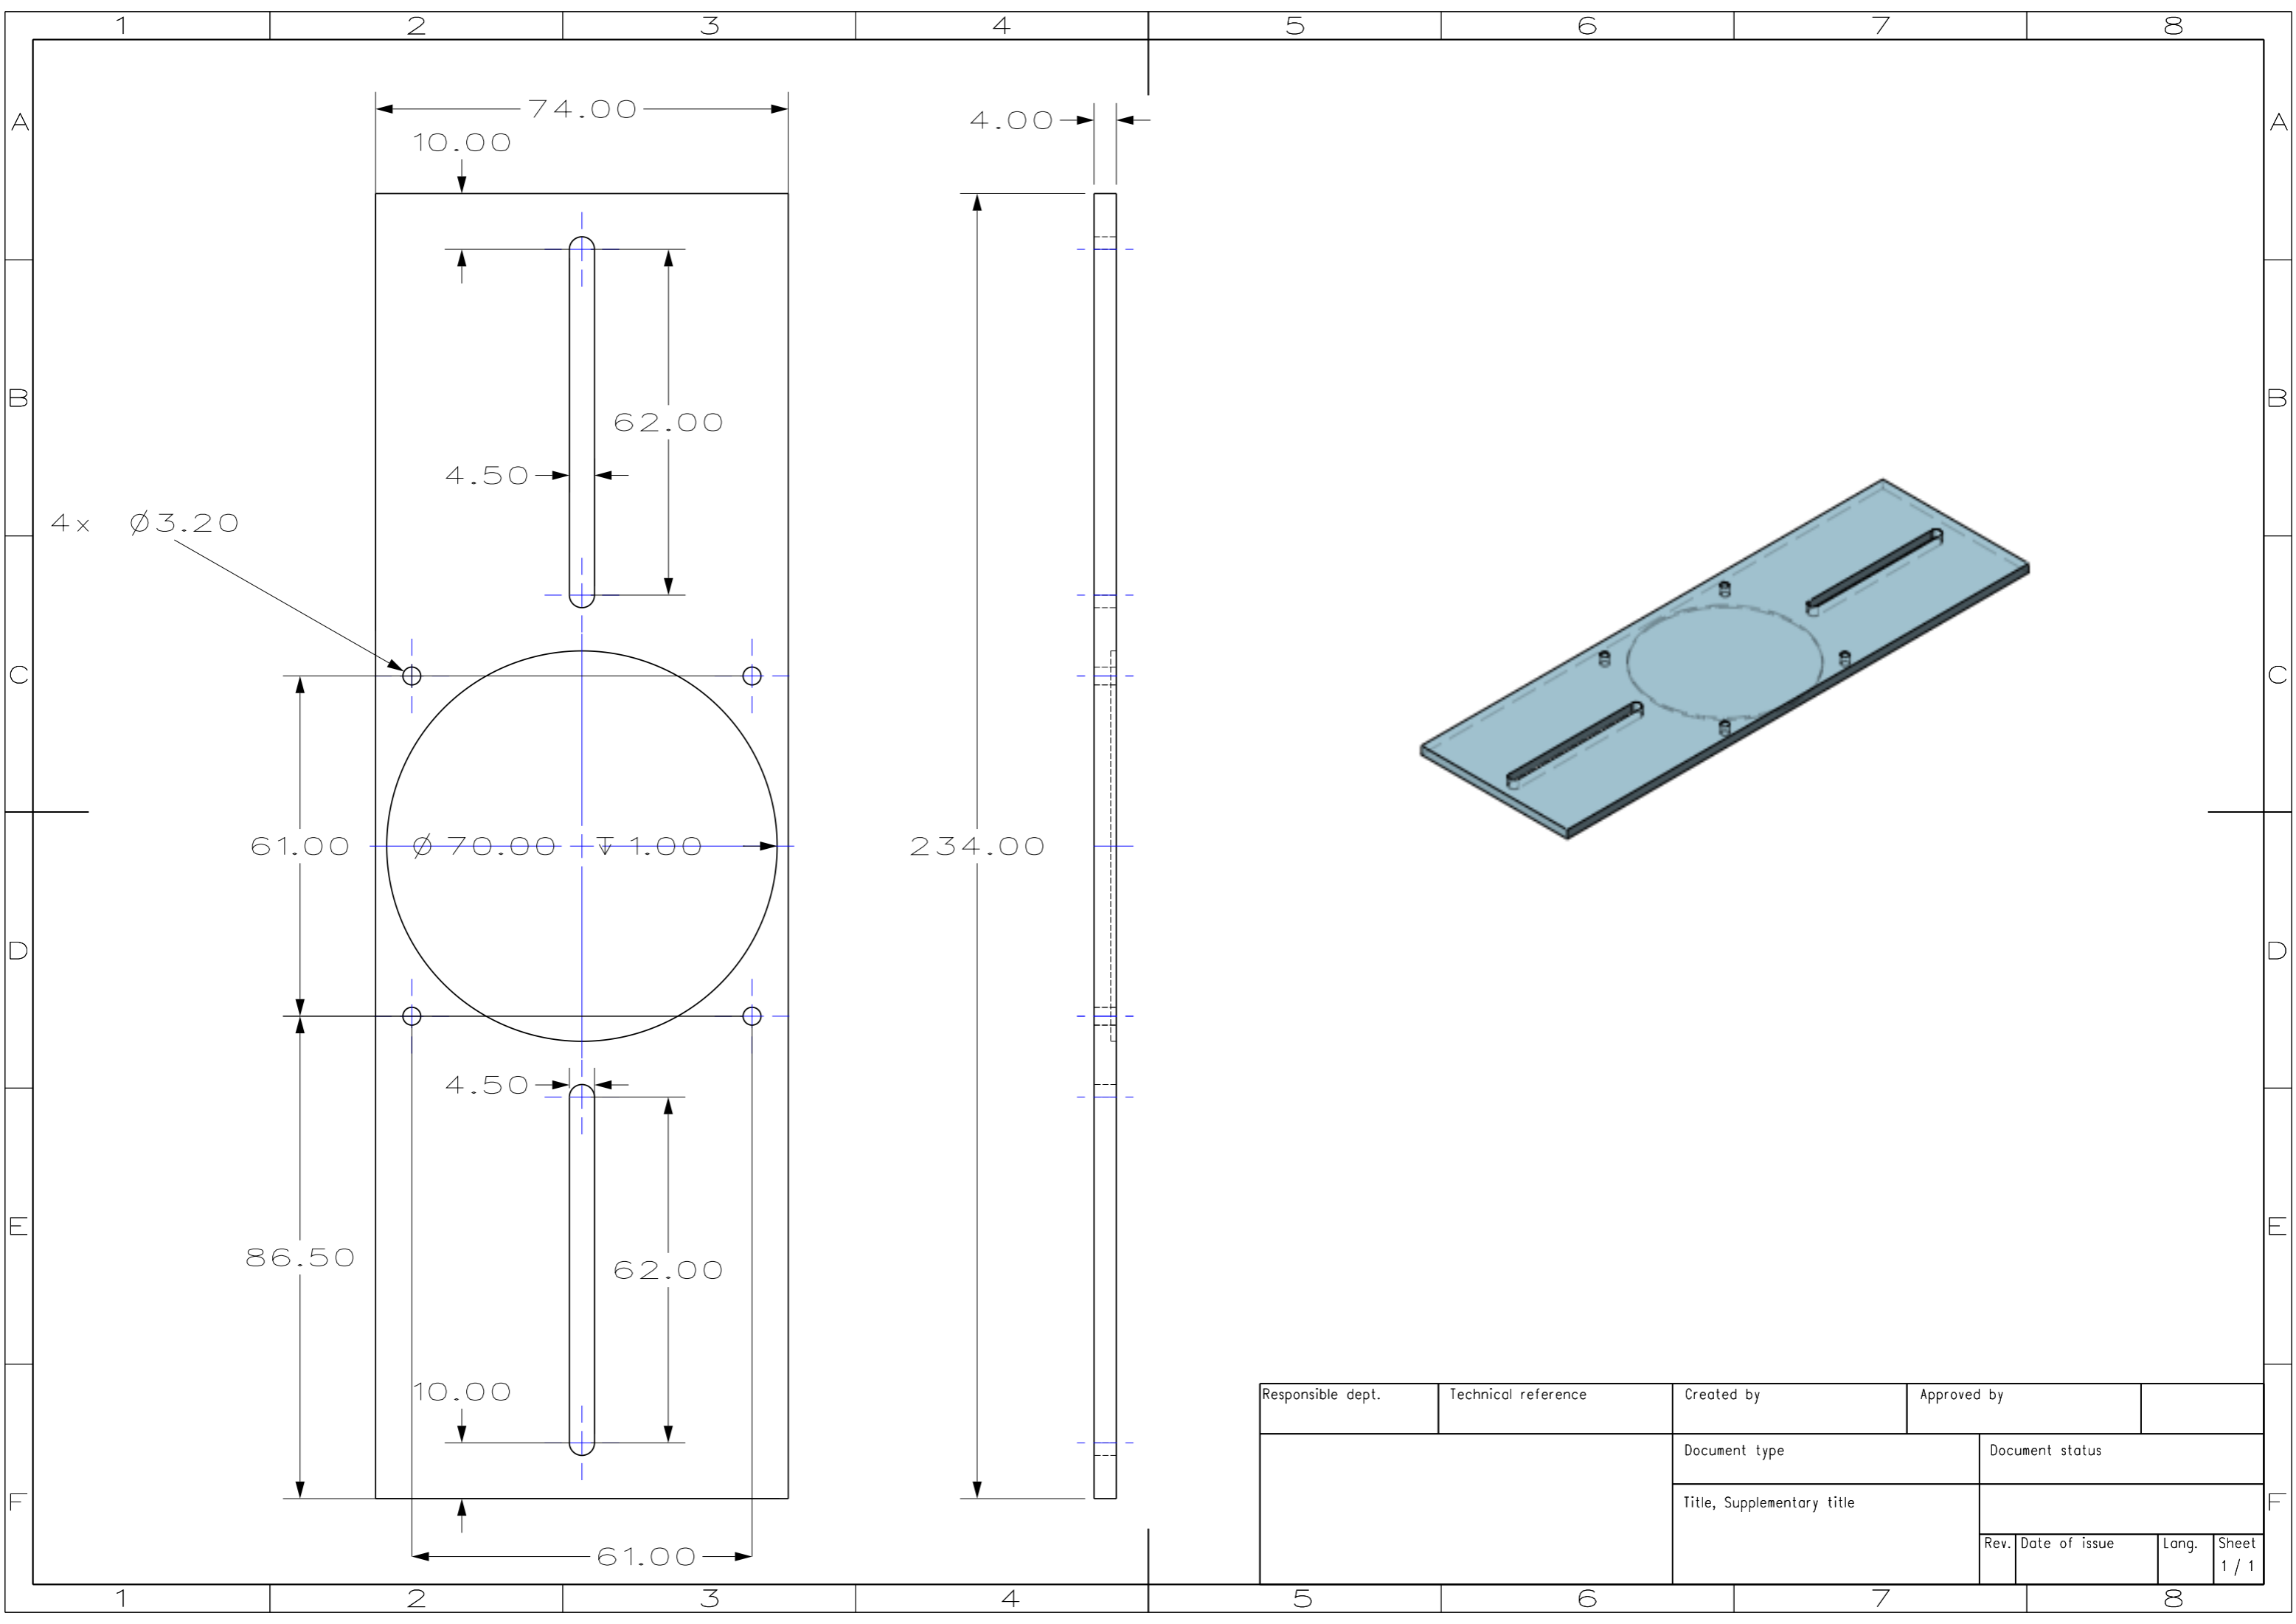 1 2 3 4 5 6 7 8
A A
B B
C C
D D
E E
F F
74.00
10.00
4.00
62.00
4.50
4x Ø3.20
61.00
Ø 70.00 ↧ 1.00
234.00
4.50
86.50
62.00
10.00
61.00
Responsible dept. Technical reference Created by Approved by
Document type Document status
Title, Supplementary title
Rev. Date of issue Lang. Sheet
1 / 1
1 2 3 4 5 6 7 8